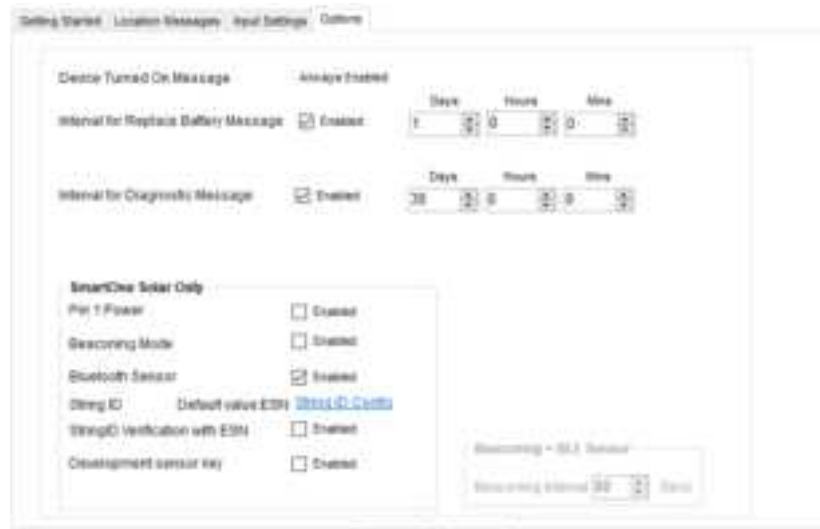 Getting Started Location Messages Input Settings Options
Device Turned On Message Always Enabled
Days Hours Mins
Interval for Replace Battery Message Enabled 1 0 0
Days Hours Mins
Interval for Diagnostic Message Enabled 30 0 0
SmartOne Solar Only
Port 1 Power Enabled
Beaconing Mode Enabled
Bluetooth Sensor Enabled
String ID Default value:ESN String ID Config
StringID Verification with ESN Enabled
Development sensor key Enabled
Beaconing + BLE Sensor
Beaconing Interval Secs